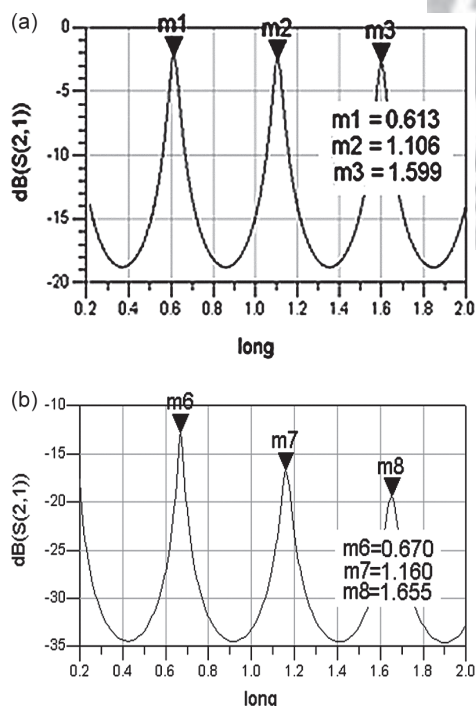 (a)
m1 m2 m3
0
-5
-10
-15
-20
dB(S(2,1))
m1 = 0.613
m2 = 1.106
m3 = 1.599
0.2 0.4 0.6 0.8 1.0 1.2 1.4 1.6 1.8 2.0
long
(b)
m6
m7
m8
-10
-15
-20
-25
-30
-35
dB(S(2,1))
m6=0.670
m7=1.160
m8=1.655
0.2 0.4 0.6 0.8 1.0 1.2 1.4 1.6 1.8 2.0
long